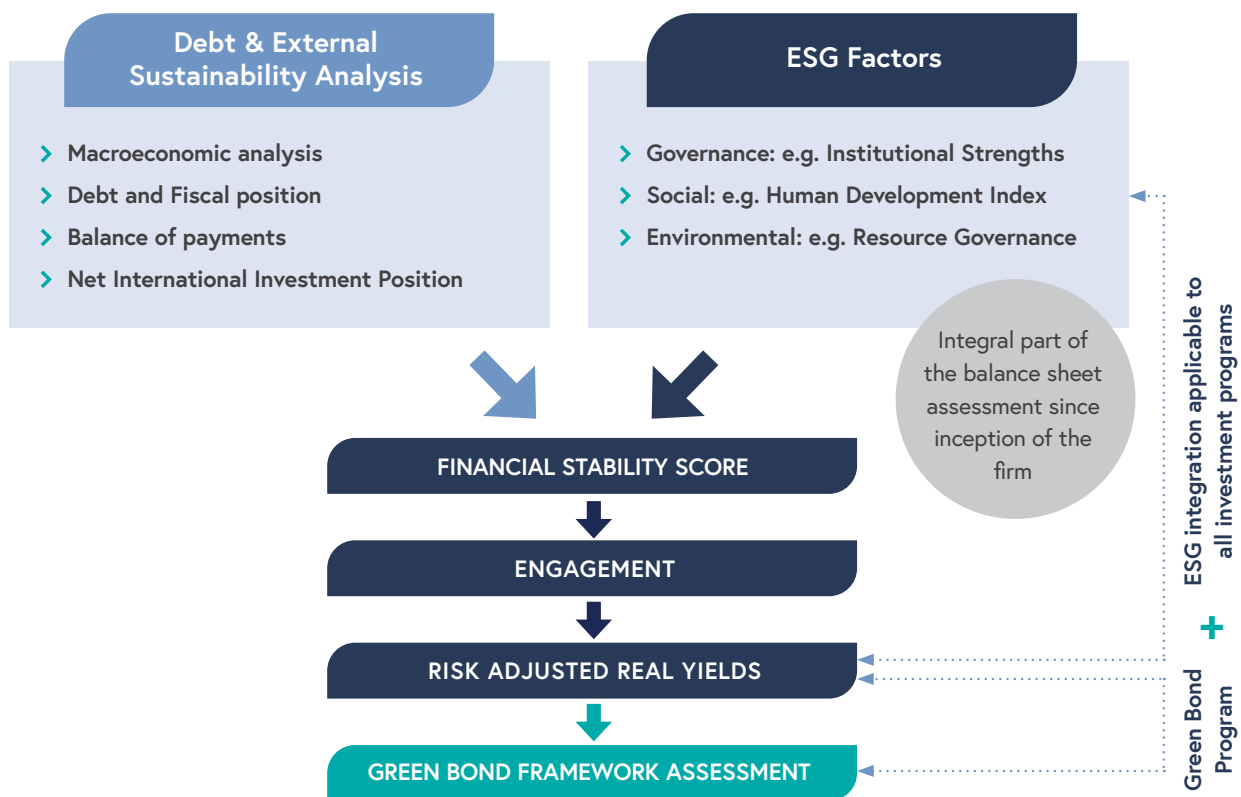 Debt & External
Sustainability Analysis
Macroeconomic analysis
Debt and Fiscal position
Balance of payments
Net International Investment Position
ESG Factors
Governance: e.g. Institutional Strengths
Social: e.g. Human Development Index
Environmental: e.g. Resource Governance
Integral part of
the balance sheet
assessment since
inception of the
firm
FINANCIAL STABILITY SCORE
ENGAGEMENT
RISK ADJUSTED REAL YIELDS
GREEN BOND FRAMEWORK ASSESSMENT
ESG integration applicable to
all investment programs
+
Green Bond
Program